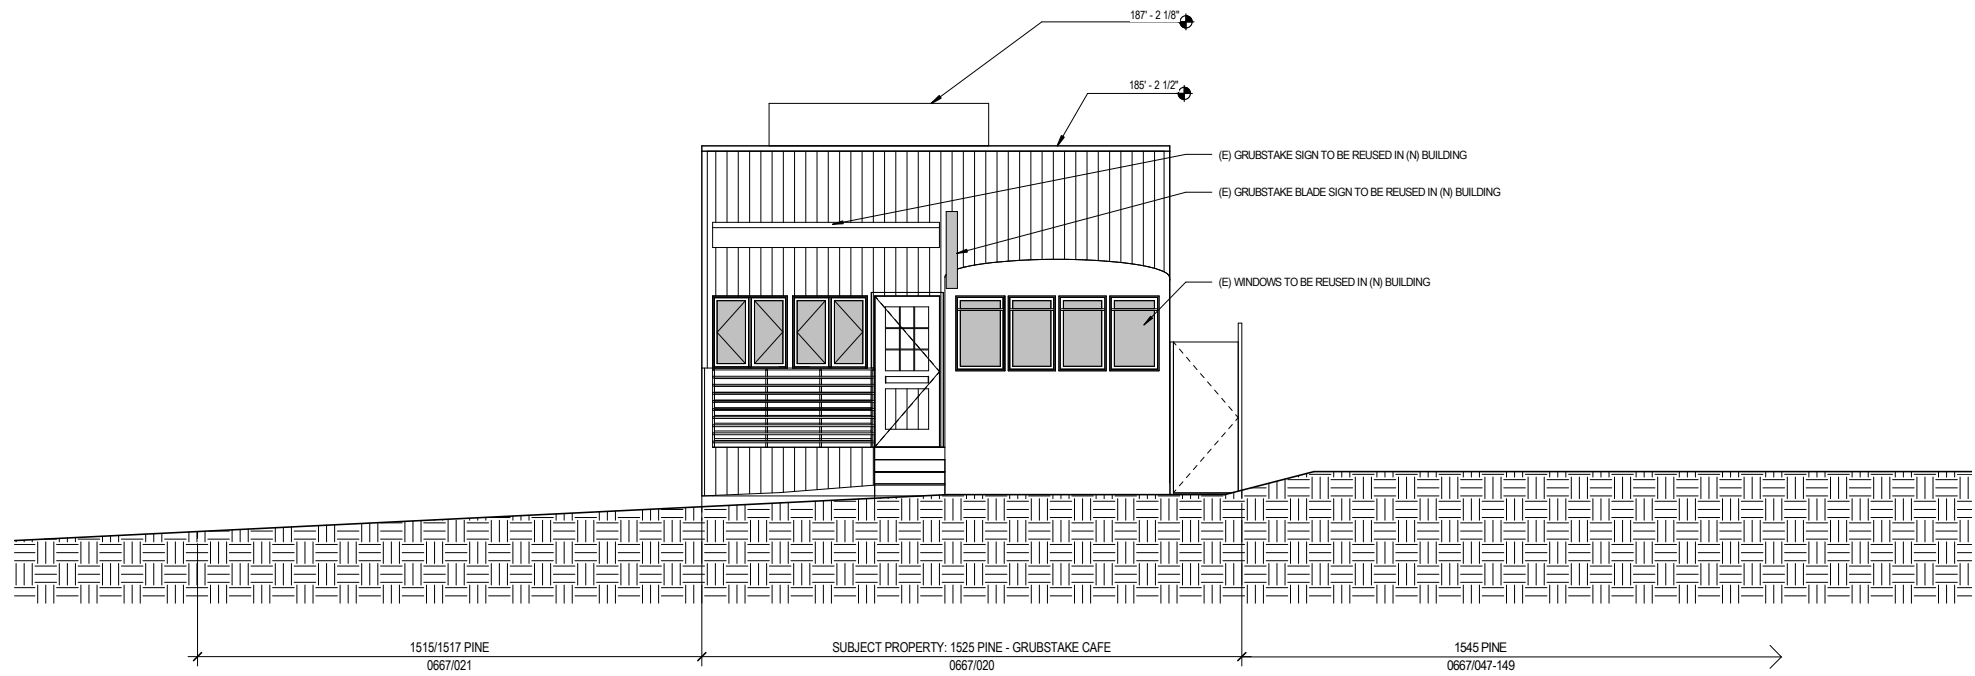 187' - 2 1/8"
185' - 2 1/2"
(E) GRUBSTAKE SIGN TO BE REUSED IN (N) BUILDING
(E) GRUBSTAKE BLADE SIGN TO BE REUSED IN (N) BUILDING
(E) WINDOWS TO BE REUSED IN (N) BUILDING
1515/1517 PINE
0667/021
SUBJECT PROPERTY: 1525 PINE - GRUBSTAKE CAFE
0667/020
1545 PINE
0667/047-149